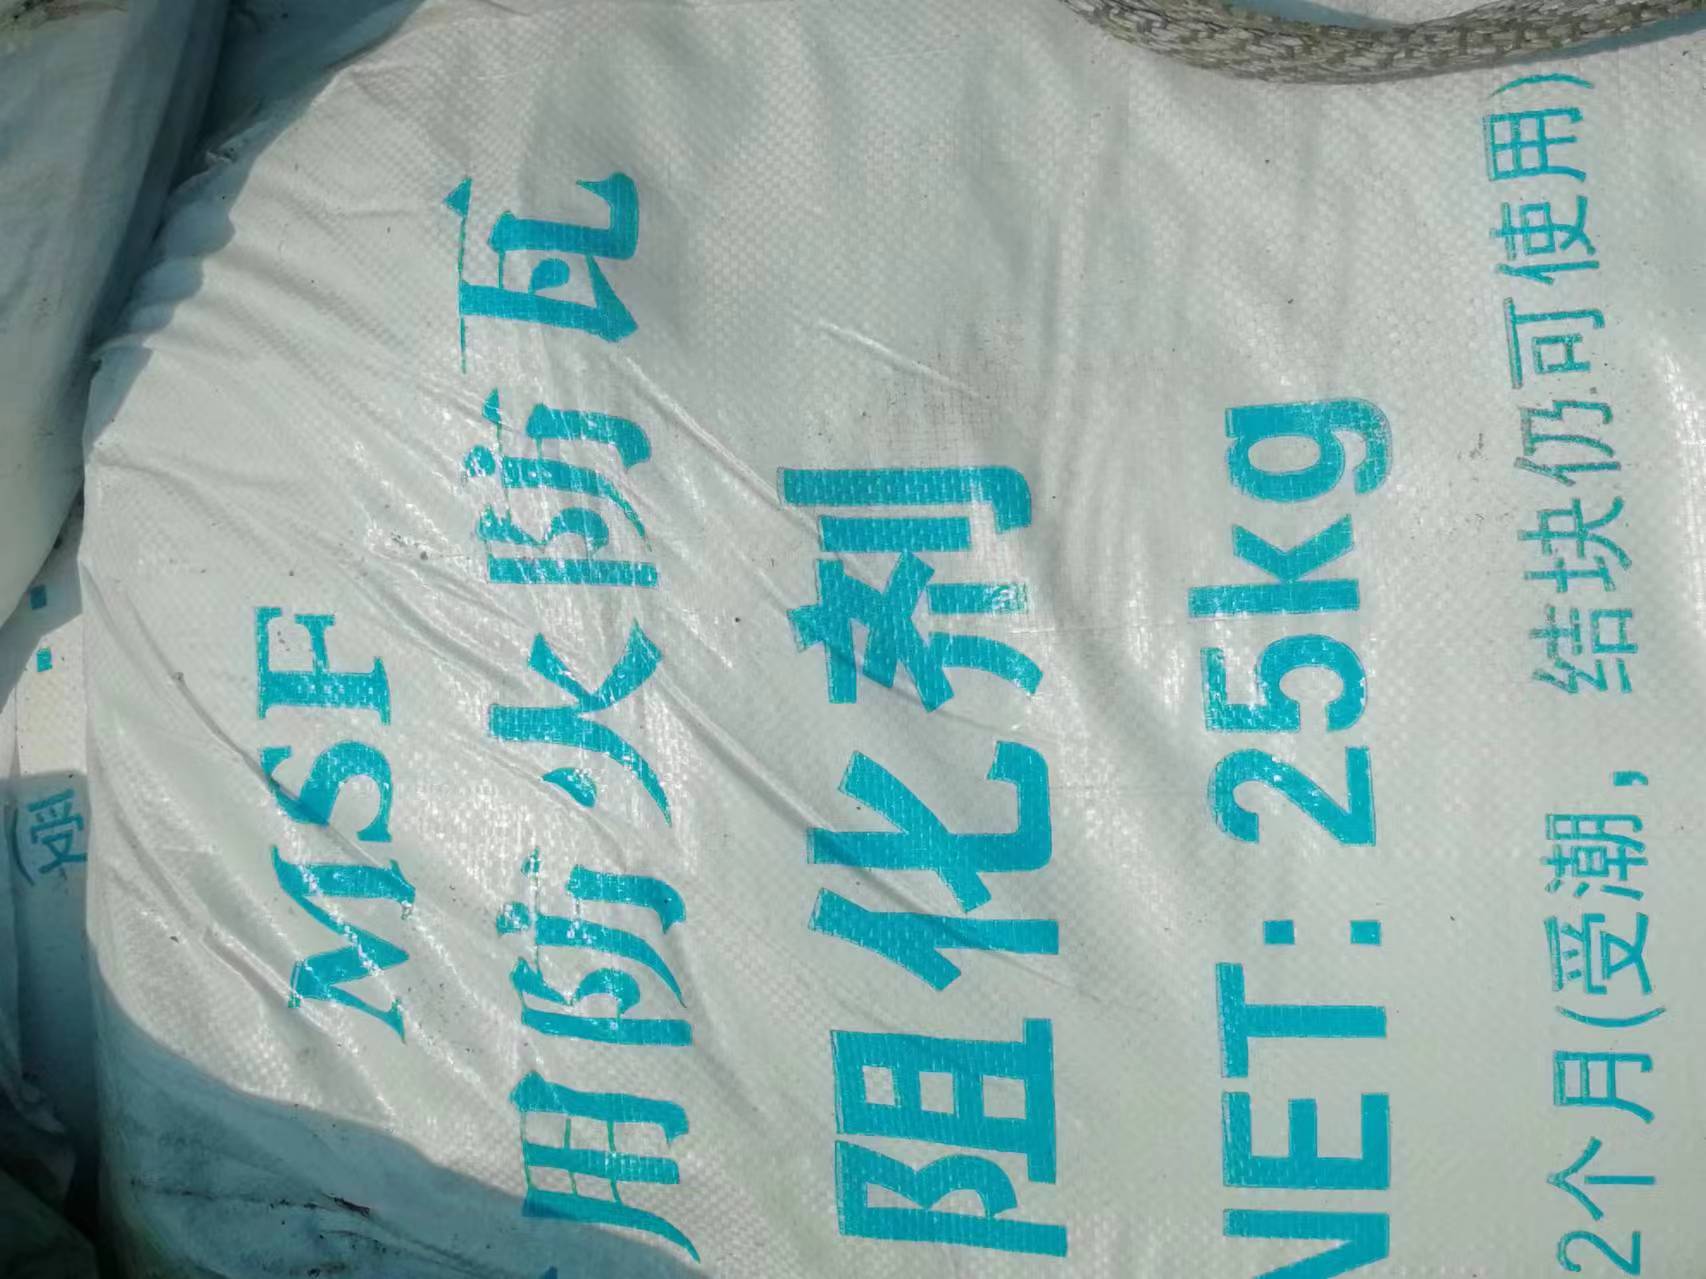 MSF
用防火防瓦
阻化剂
NET: 25kg
2个月(受潮，结块仍可使用)